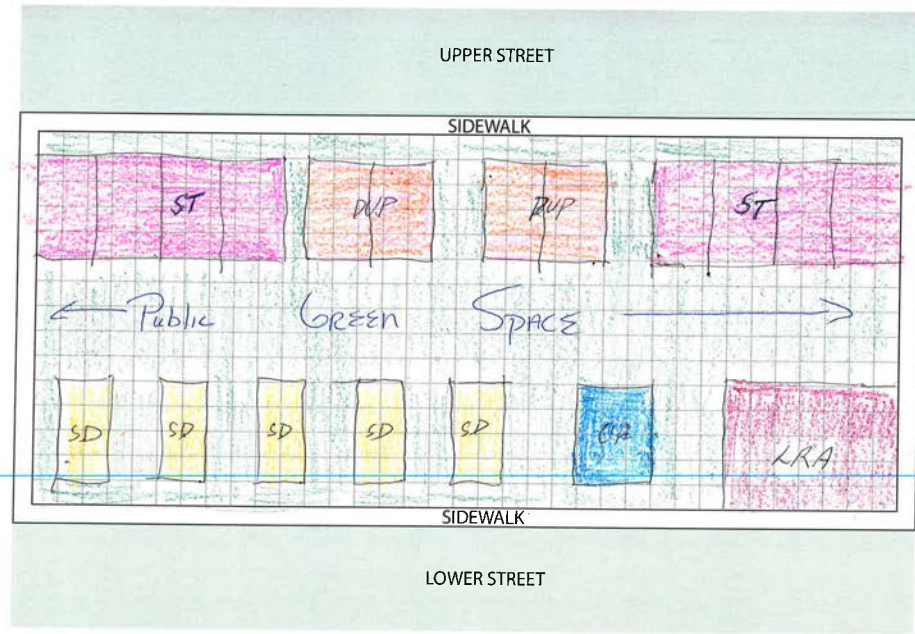 UPPER STREET
SIDEWALK
ST DUP DUP ST
← Public GREEN SPACE →
SD SD SD SD SD OA LRA
SIDEWALK
LOWER STREET